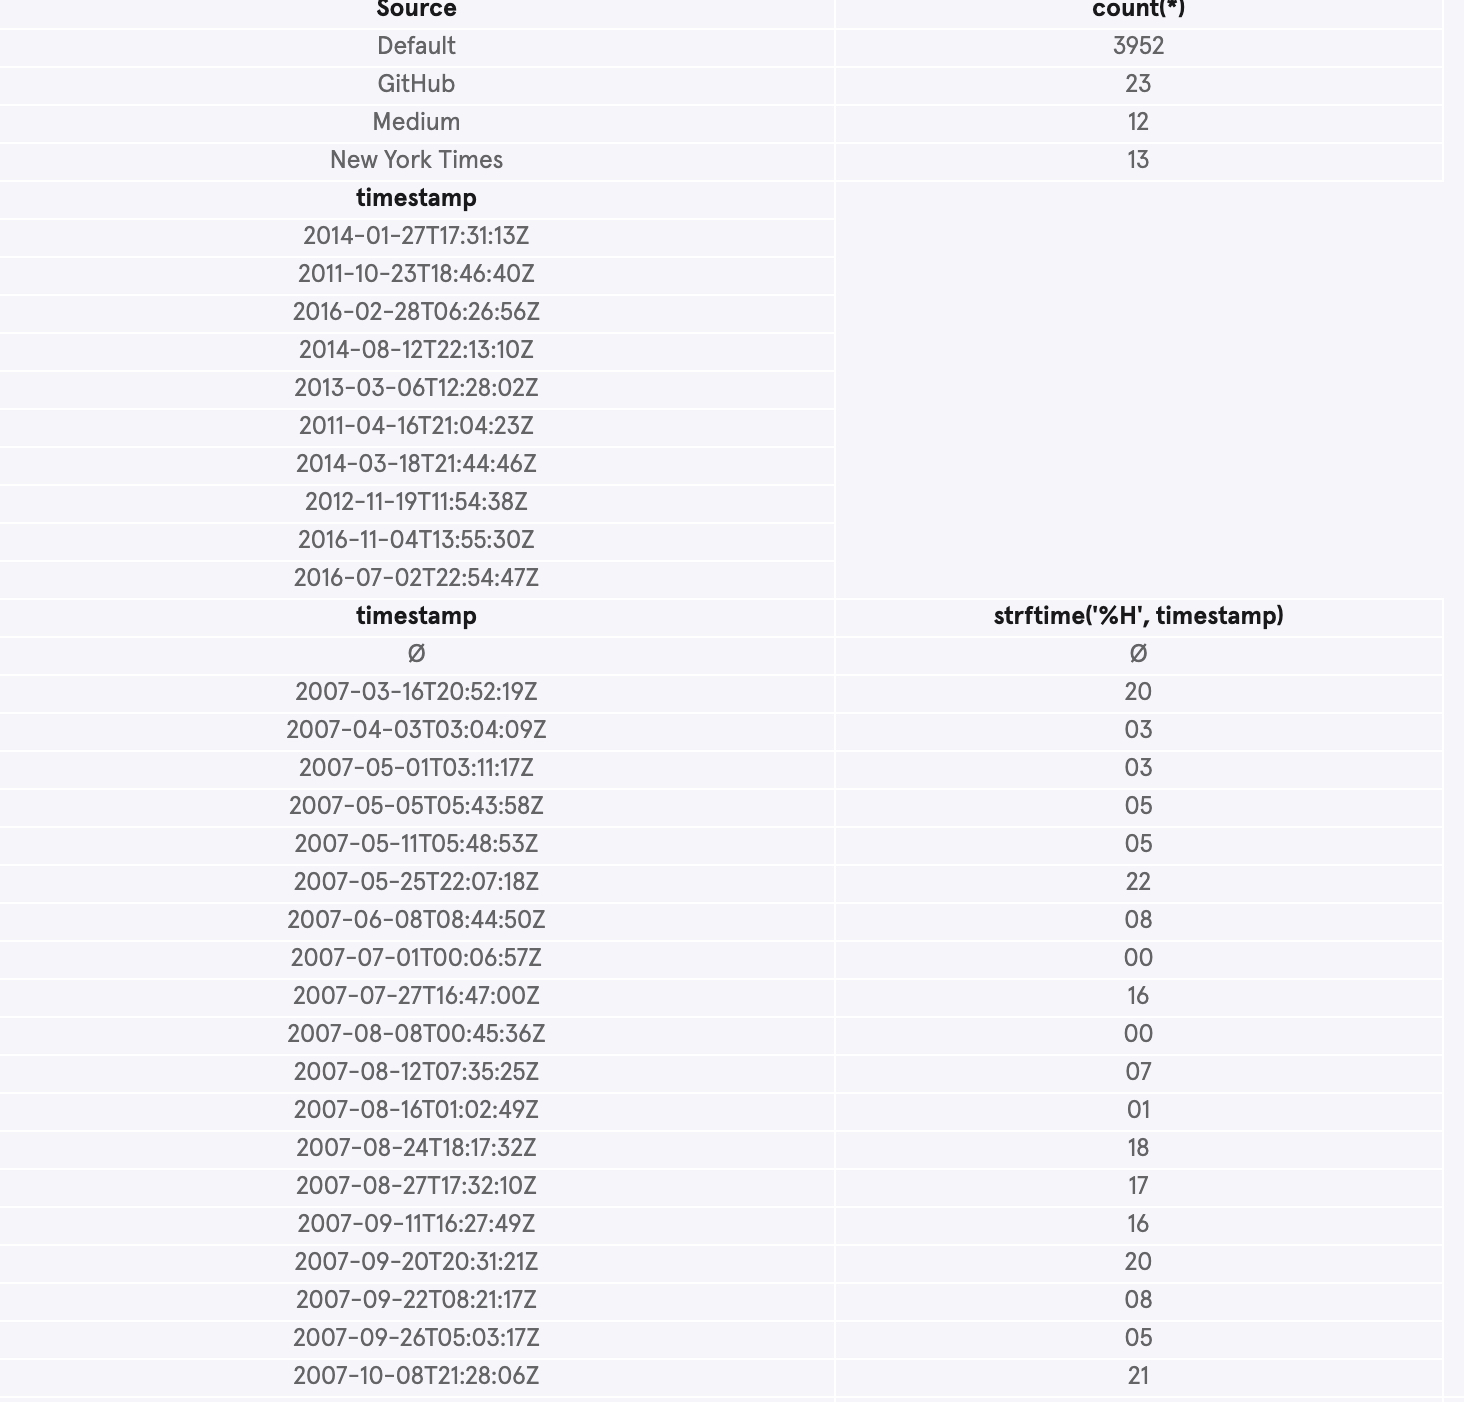 Source count(*)
Default 3952
GitHub 23
Medium 12
New York Times 13
timestamp
2014-01-27T17:31:13Z
2011-10-23T18:46:40Z
2016-02-28T06:26:56Z
2014-08-12T22:13:10Z
2013-03-06T12:28:02Z
2011-04-16T21:04:23Z
2014-03-18T21:44:46Z
2012-11-19T11:54:38Z
2016-11-04T13:55:30Z
2016-07-02T22:54:47Z
timestamp strftime('%H', timestamp)
Ø Ø
2007-03-16T20:52:19Z 20
2007-04-03T03:04:09Z 03
2007-05-01T03:11:17Z 03
2007-05-05T05:43:58Z 05
2007-05-11T05:48:53Z 05
2007-05-25T22:07:18Z 22
2007-06-08T08:44:50Z 08
2007-07-01T00:06:57Z 00
2007-07-27T16:47:00Z 16
2007-08-08T00:45:36Z 00
2007-08-12T07:35:25Z 07
2007-08-16T01:02:49Z 01
2007-08-24T18:17:32Z 18
2007-08-27T17:32:10Z 17
2007-09-11T16:27:49Z 16
2007-09-20T20:31:21Z 20
2007-09-22T08:21:17Z 08
2007-09-26T05:03:17Z 05
2007-10-08T21:28:06Z 21